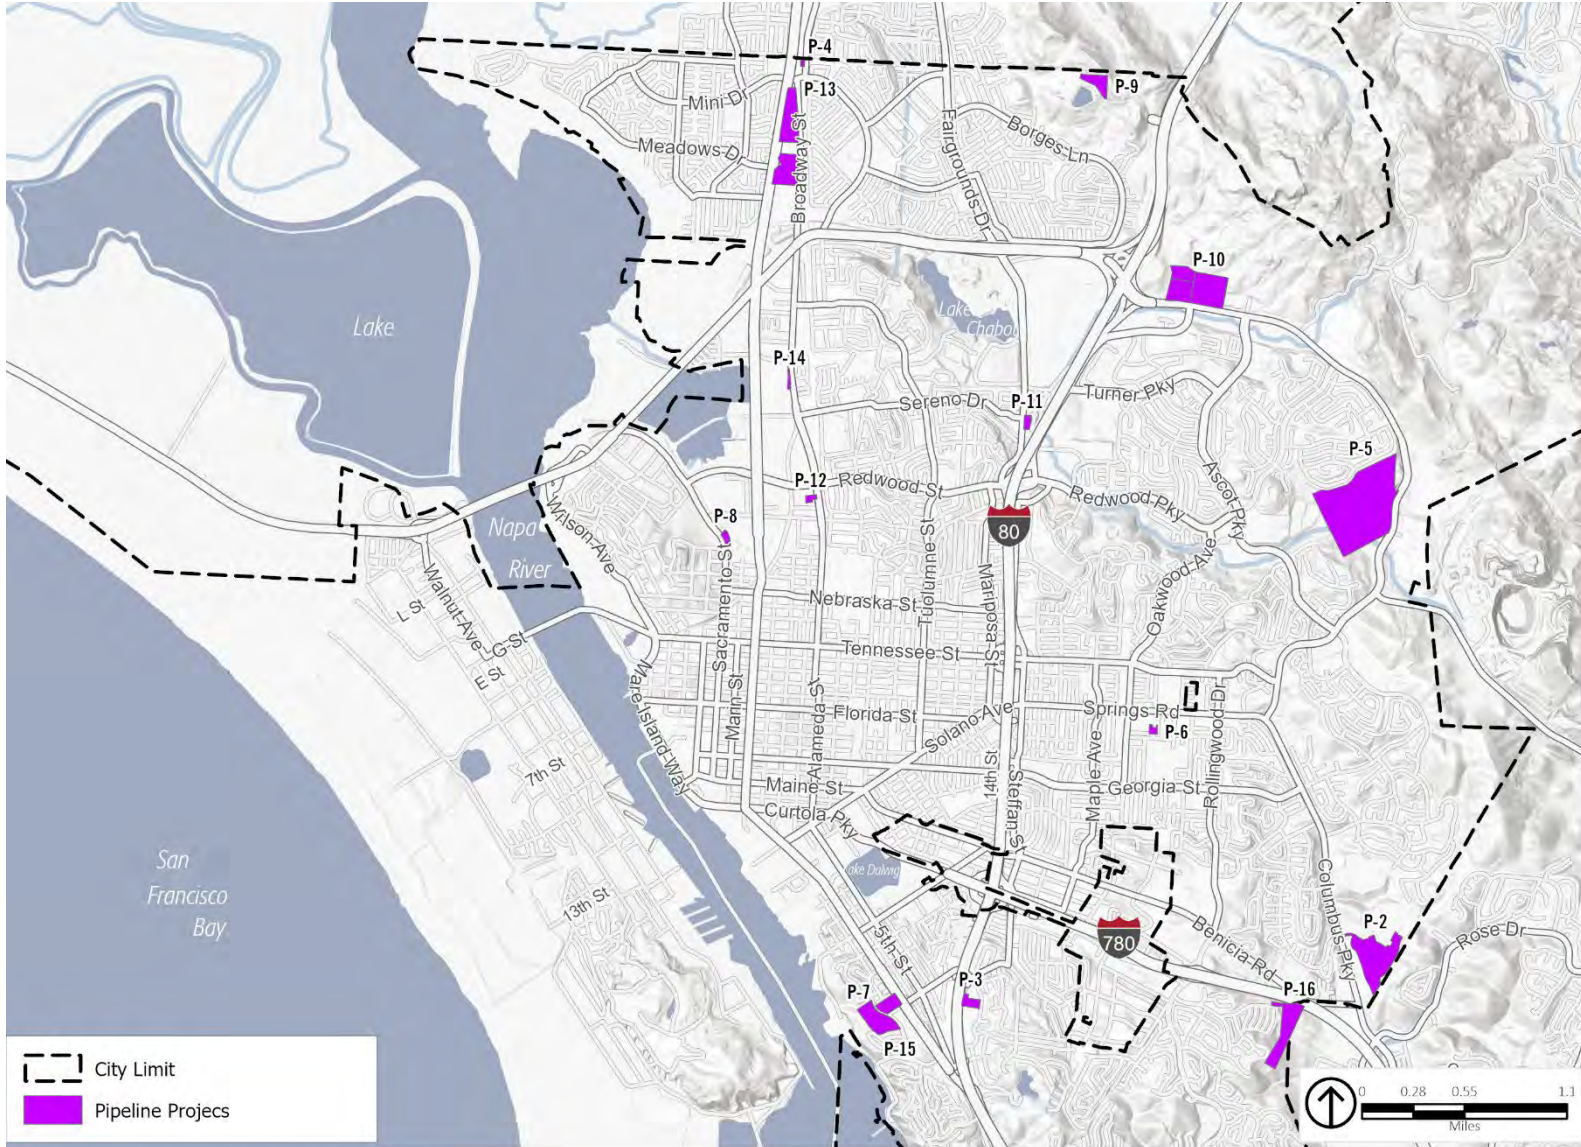 P-4
P-13
P-9
Mini Dr
Meadows Dr
Broadway St
Fairgrounds Dr
Borges Ln
P-10
Lake
Lake
Chabot
P-14
Sereno Dr
P-11
Turner Pky
P-5
Ascot Pky
P-12
Redwood St
Redwood Pky
80
P-8
Wilson Ave
Napa
River
Sacramento St
Tuolumne St
Mariposa St
Oakwood Ave
Nebraska St
Walnut Ave
L St
G St
E St
Tennessee St
Mare Island Way
Marin St
Alameda St
Florida St
Solano Ave
Springs Rd
P-6
Rollingwood Dr
7th St
Maine St
14th St
Steffan St
Maple Ave
Georgia St
Curtola Pky
San
Francisco
Bay
13th St
Columbus Pky
780
Benicia Rd
P-2
Rose Dr
5th St
P-7
P-3
P-16
P-15
City Limit
Pipeline Projecs
0 0.28 0.55 1.1
Miles